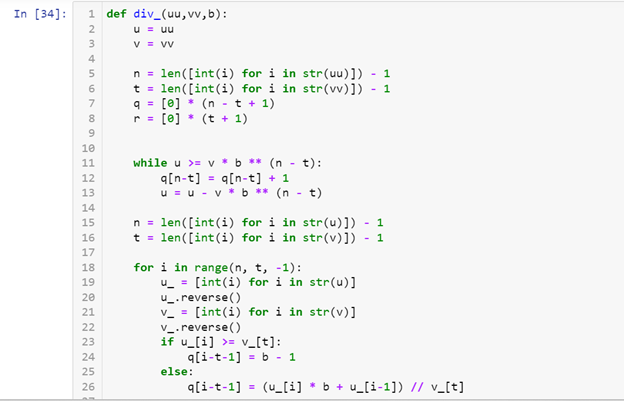 In [34]:
1 def div_(uu,vv,b):
2     u = uu
3     v = vv
4
5     n = len([int(i) for i in str(uu)]) - 1
6     t = len([int(i) for i in str(vv)]) - 1
7     q = [0] * (n - t + 1)
8     r = [0] * (t + 1)
9
10
11     while u >= v * b ** (n - t):
12         q[n-t] = q[n-t] + 1
13         u = u - v * b ** (n - t)
14
15     n = len([int(i) for i in str(u)]) - 1
16     t = len([int(i) for i in str(v)]) - 1
17
18     for i in range(n, t, -1):
19         u_ = [int(i) for i in str(u)]
20         u_.reverse()
21         v_ = [int(i) for i in str(v)]
22         v_.reverse()
23         if u_[i] >= v_[t]:
24             q[i-t-1] = b - 1
25         else:
26             q[i-t-1] = (u_[i] * b + u_[i-1]) // v_[t]